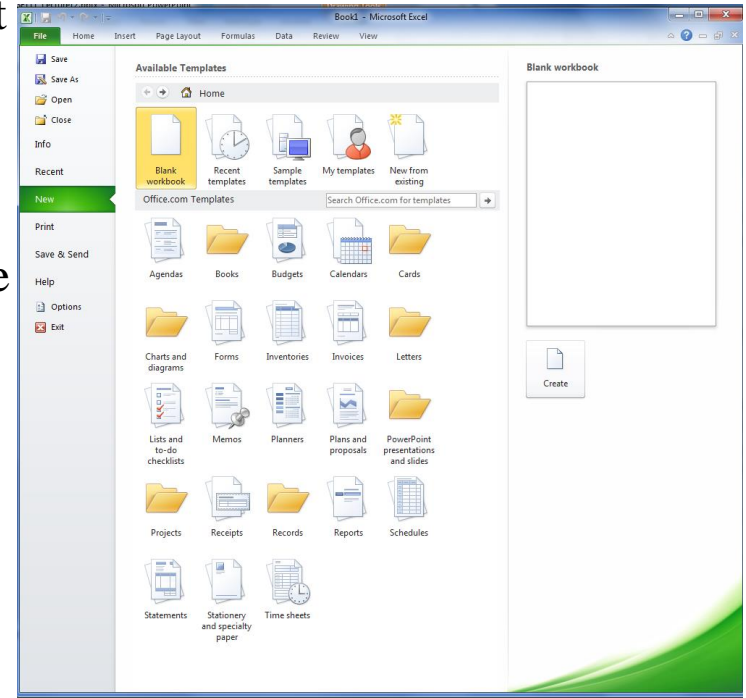 t
e
Book1 - Microsoft Excel
File Home Insert Page Layout Formulas Data Review View
Save
Save As
Open
Close
Info
Recent
New
Print
Save & Send
Help
Options
Exit
Available Templates
Home
Blank workbook
Recent templates
Sample templates
My templates
New from existing
Office.com Templates
Search Office.com for templates
Agendas
Books
Budgets
Calendars
Cards
Charts and diagrams
Forms
Inventories
Invoices
Letters
Lists and to-do checklists
Memos
Planners
Plans and proposals
PowerPoint presentations and slides
Projects
Receipts
Records
Reports
Schedules
Statements
Stationery and specialty paper
Time sheets
Blank workbook
Create